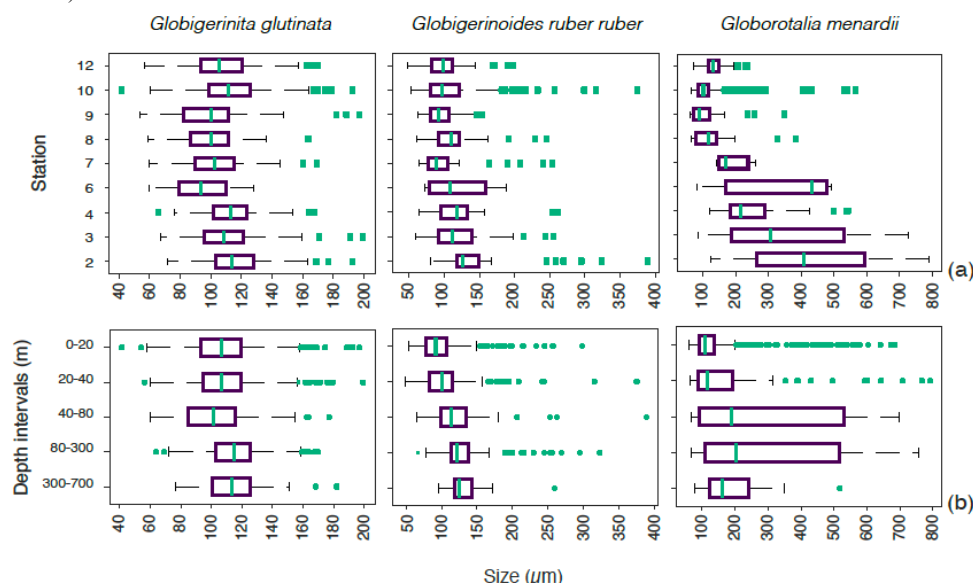 Globigerinita glutinata Globigerinoides ruber ruber Globorotalia menardii
Station
12
10
9
8
7
6
4
3
2
40 60 80 100 120 140 160 180 200
50 100 150 200 250 300 350 400
100 200 300 400 500 600 700 800
(a)
Depth intervals (m)
0-20
20-40
40-80
80-300
300-700
40 60 80 100 120 140 160 180 200
50 100 150 200 250 300 350 400
100 200 300 400 500 600 700 800
(b)
Size (µm)